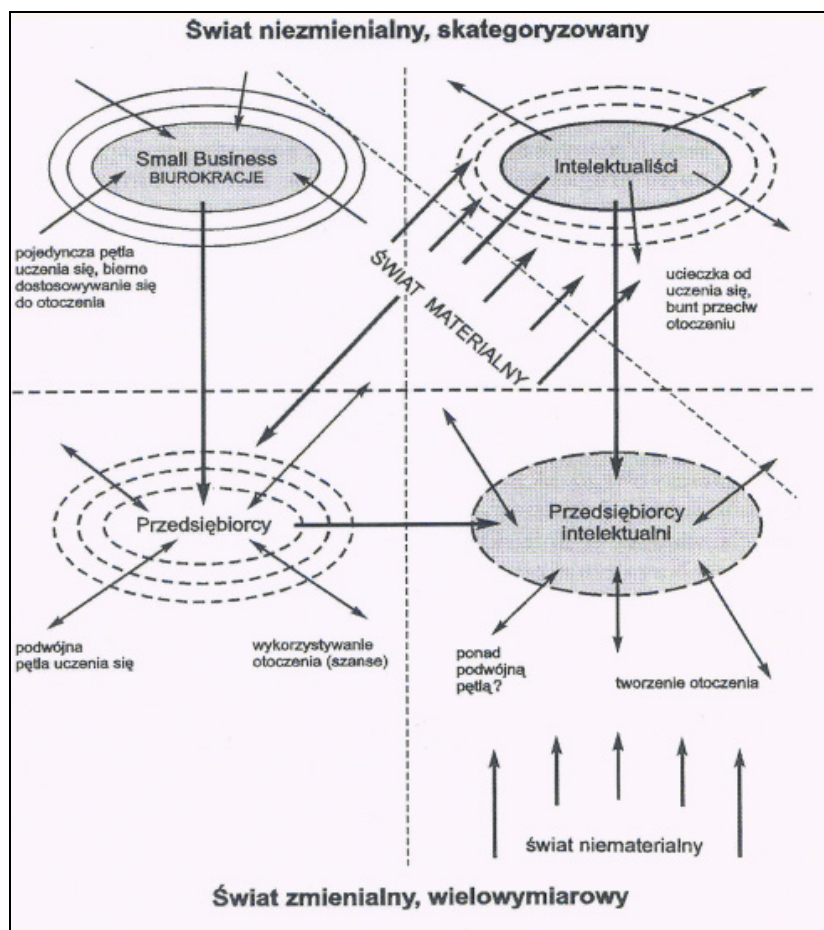 Świat niezmienialny, skategoryzowany
Small Business
BIUROKRACJE
Intelektualiści
pojedyncza pętla
uczenia się, bierne
dostosowywanie się
do otoczenia
ŚWIAT MATERIALNY
ucieczka od
uczenia się,
bunt przeciw
otoczeniu
Przedsiębiorcy
Przedsiębiorcy
intelektualni
podwójna
pętla uczenia się
wykorzystywanie
otoczenia (szanse)
ponad
podwójną
pętlą?
tworzenie otoczenia
świat niematerialny
Świat zmienialny, wielowymiarowy